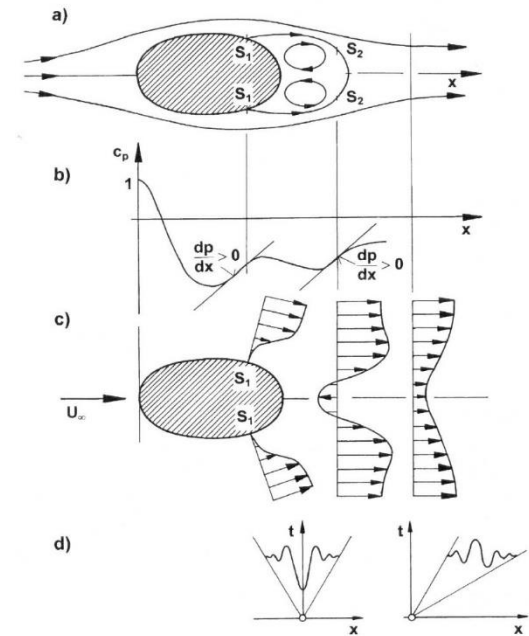 a)
S₁ S₂
x
S₁ S₂
cₚ
b)
1
x
dp/dx > 0 dp/dx > 0
c)
S₁
U∞
S₁
d)
t t
x x